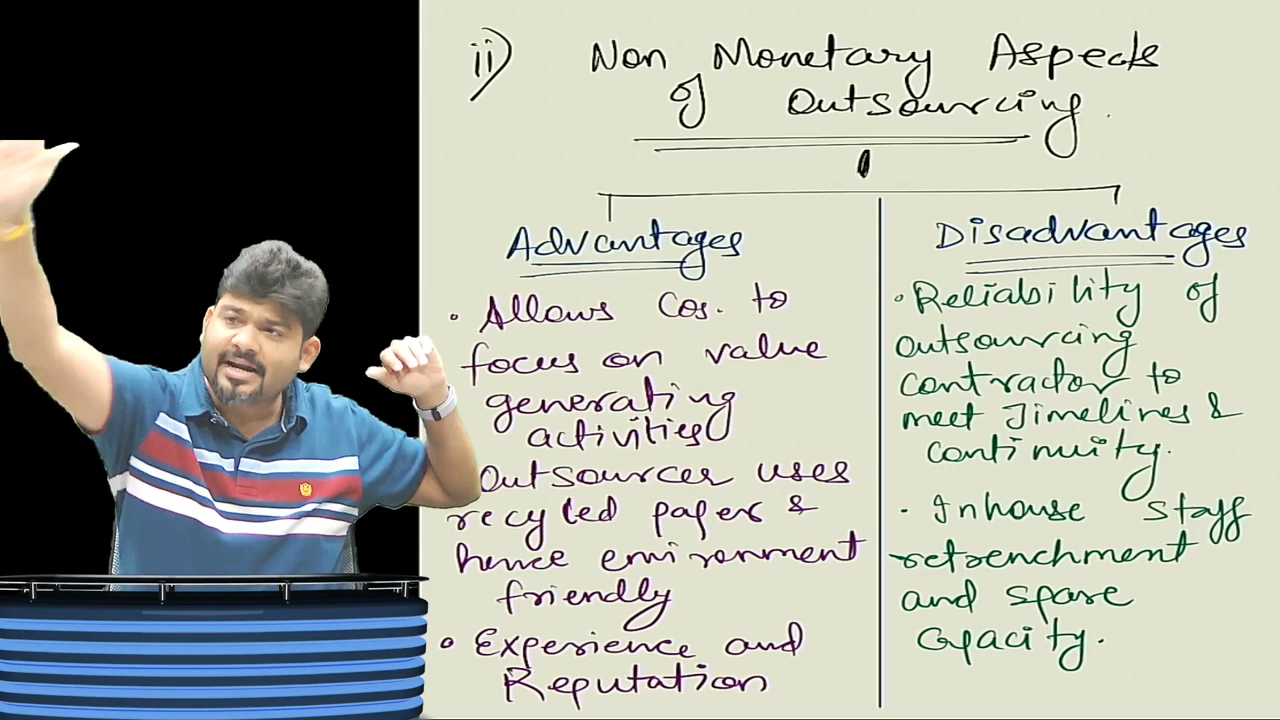 ii) Non Monetary Aspects
of Outsourcing.
Advantages
• Allows Cos. to
focus on value
generating
activities
Outsourcer uses
recycled paper &
hence environment
friendly
• Experience and
Reputation
Disadvantages
• Reliability of
outsourcing
contractor to
meet Timelines &
continuity.
• Inhouse staff
retrenchment
and spare
capacity.